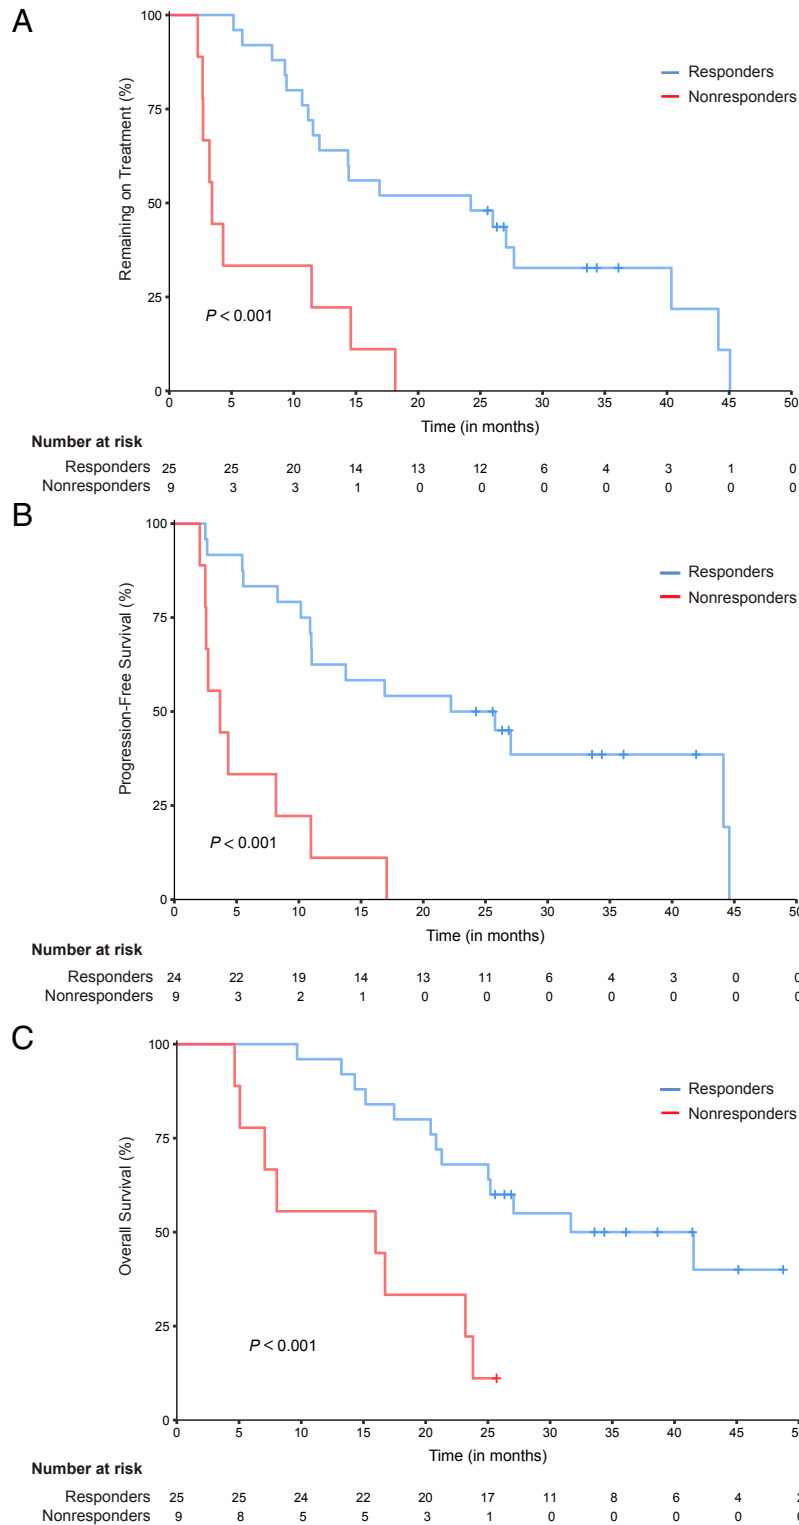 A
100
75
50
25
0
Remaining on Treatment (%)
Responders
Nonresponders
P < 0.001
0 5 10 15 20 25 30 35 40 45 50
Time (in months)
Number at risk
Responders 25 25 20 14 13 12 6 4 3 1 0
Nonresponders 9 3 3 1 0 0 0 0 0 0 0
B
100
75
50
25
0
Progression-Free Survival (%)
Responders
Nonresponders
P < 0.001
0 5 10 15 20 25 30 35 40 45 50
Time (in months)
Number at risk
Responders 24 22 19 14 13 11 6 4 3 0 0
Nonresponders 9 3 2 1 0 0 0 0 0 0 0
C
100
75
50
25
0
Overall Survival (%)
Responders
Nonresponders
P < 0.001
0 5 10 15 20 25 30 35 40 45 50
Time (in months)
Number at risk
Responders 25 25 24 22 20 17 11 8 6 4 2
Nonresponders 9 8 5 5 3 1 0 0 0 0 0